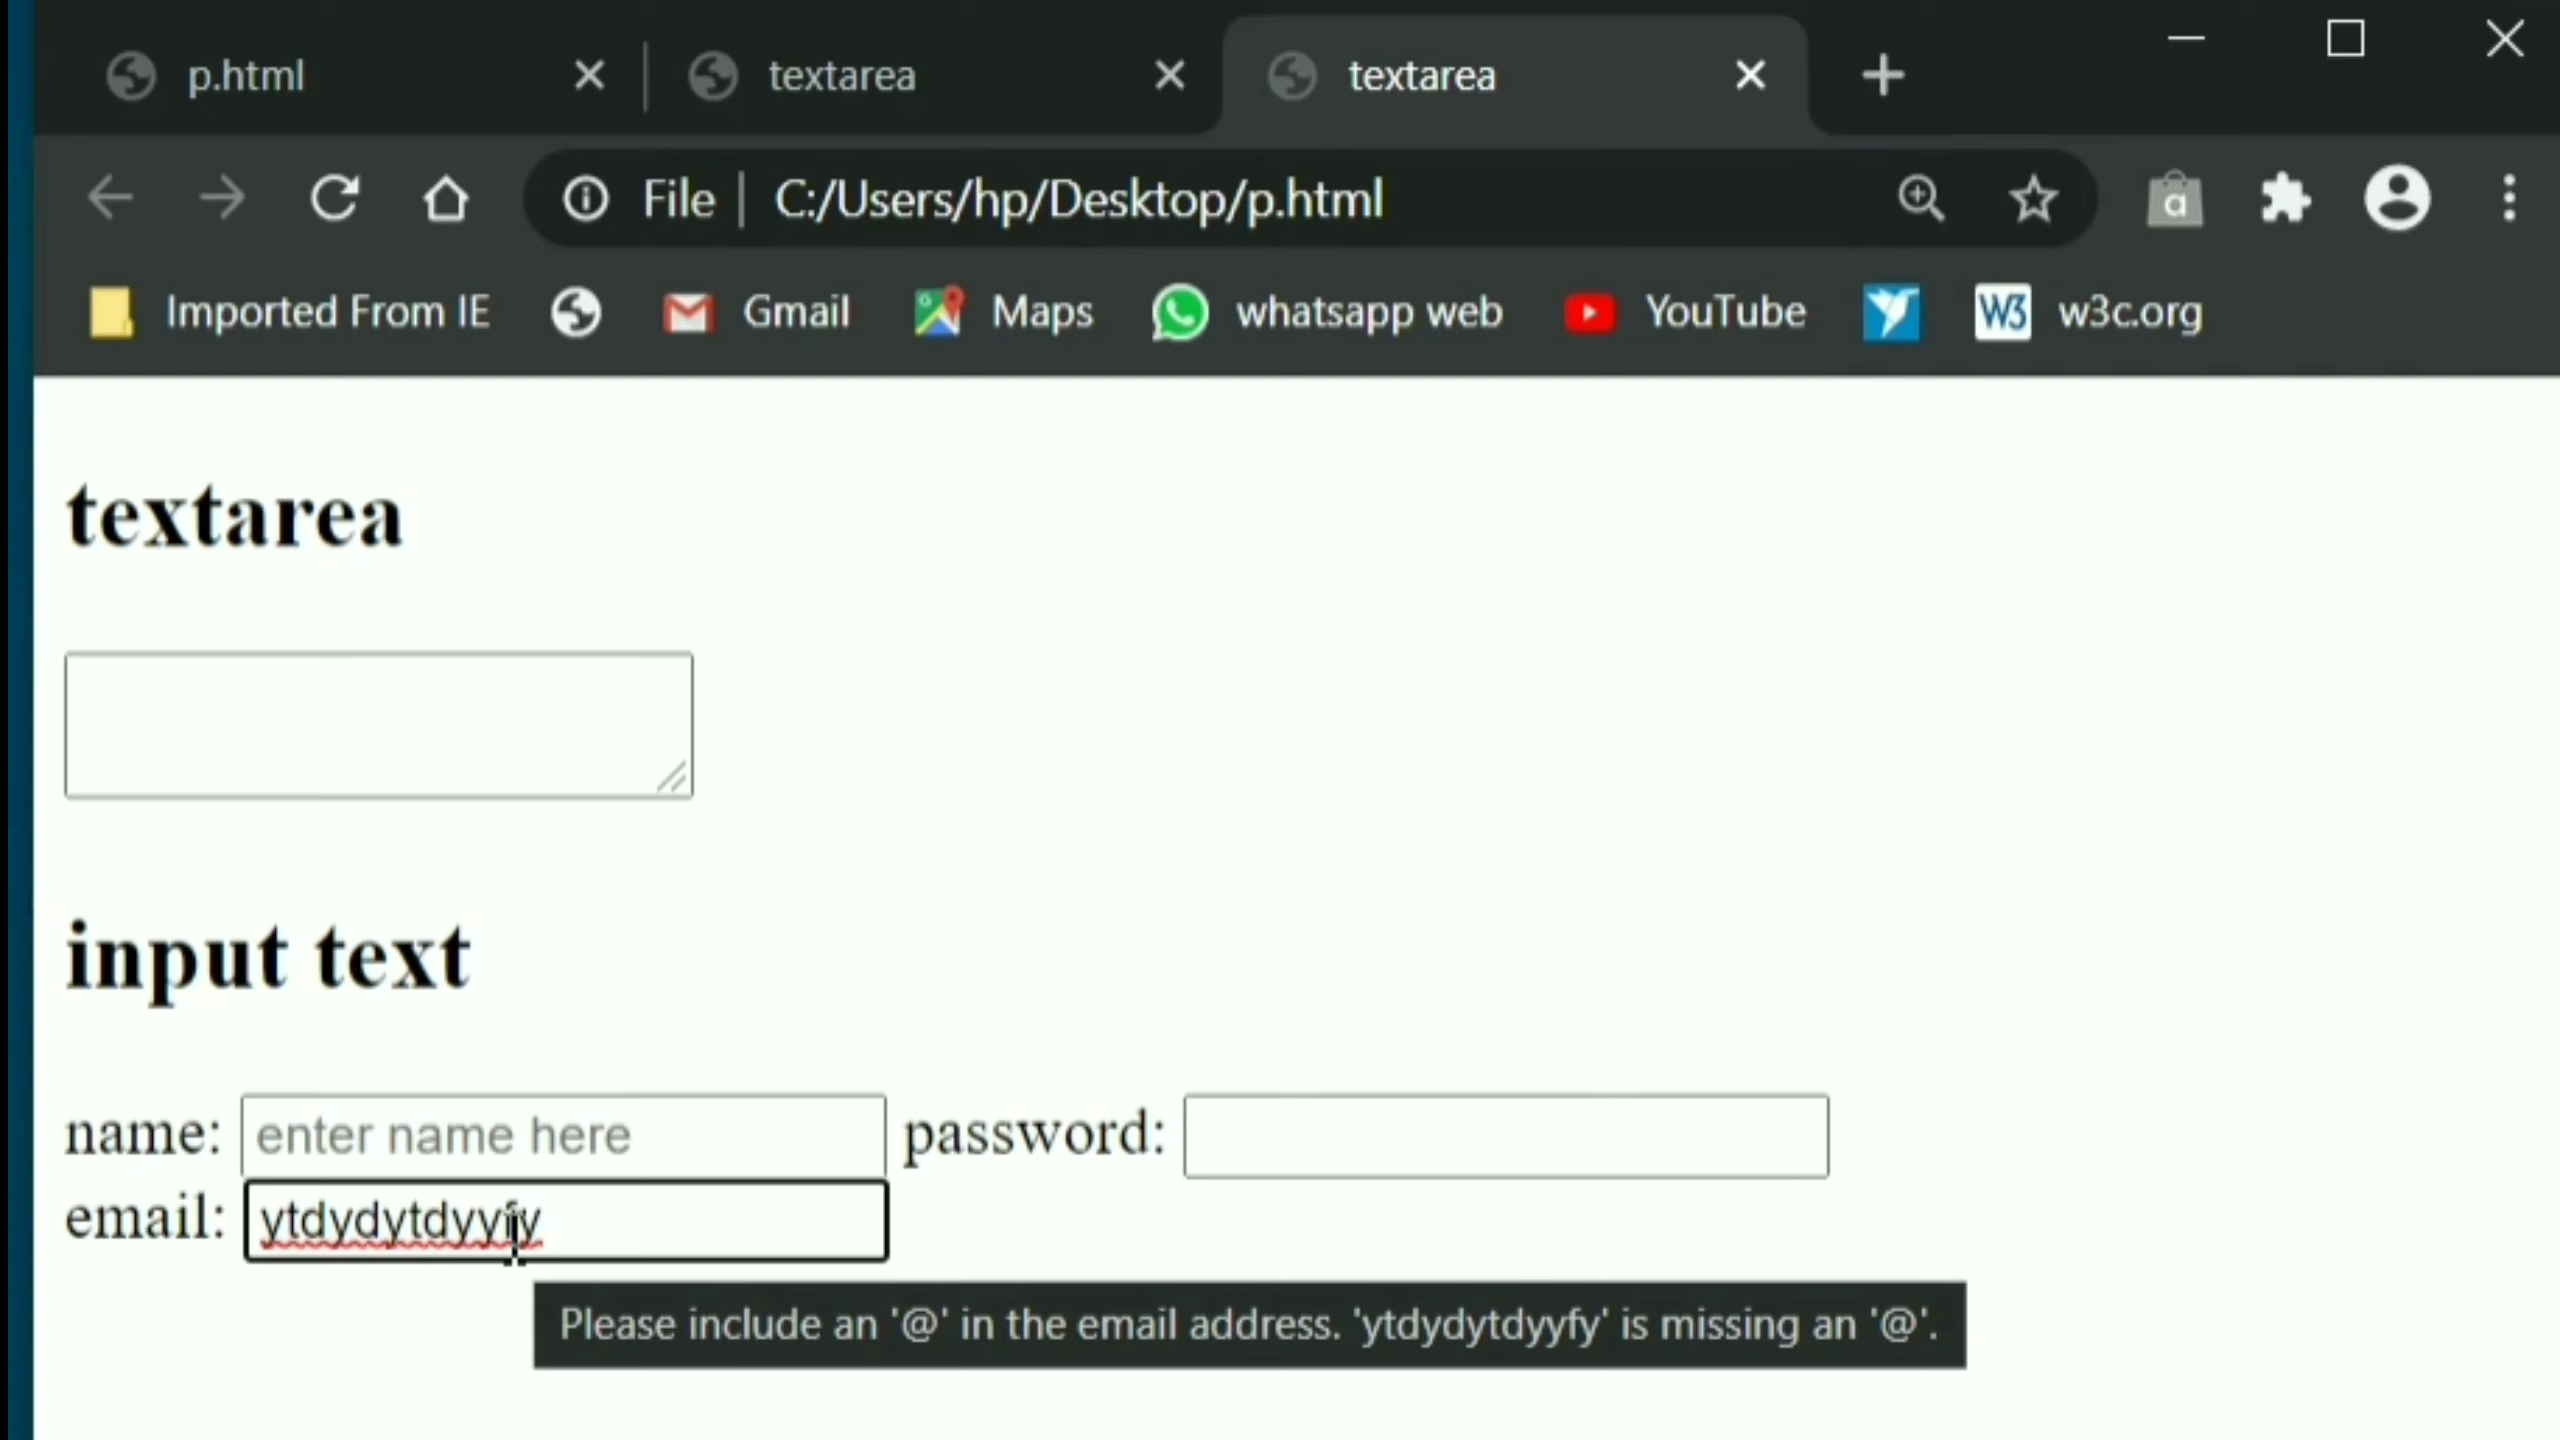 p.html textarea textarea
File C:/Users/hp/Desktop/p.html a
Imported From IE Gmail Maps whatsapp web YouTube W3 w3c.org
textarea
input text
name: enter name here password:
email: ytdydytdyyfy
Please include an '@' in the email address. 'ytdydytdyyfy' is missing an '@'.